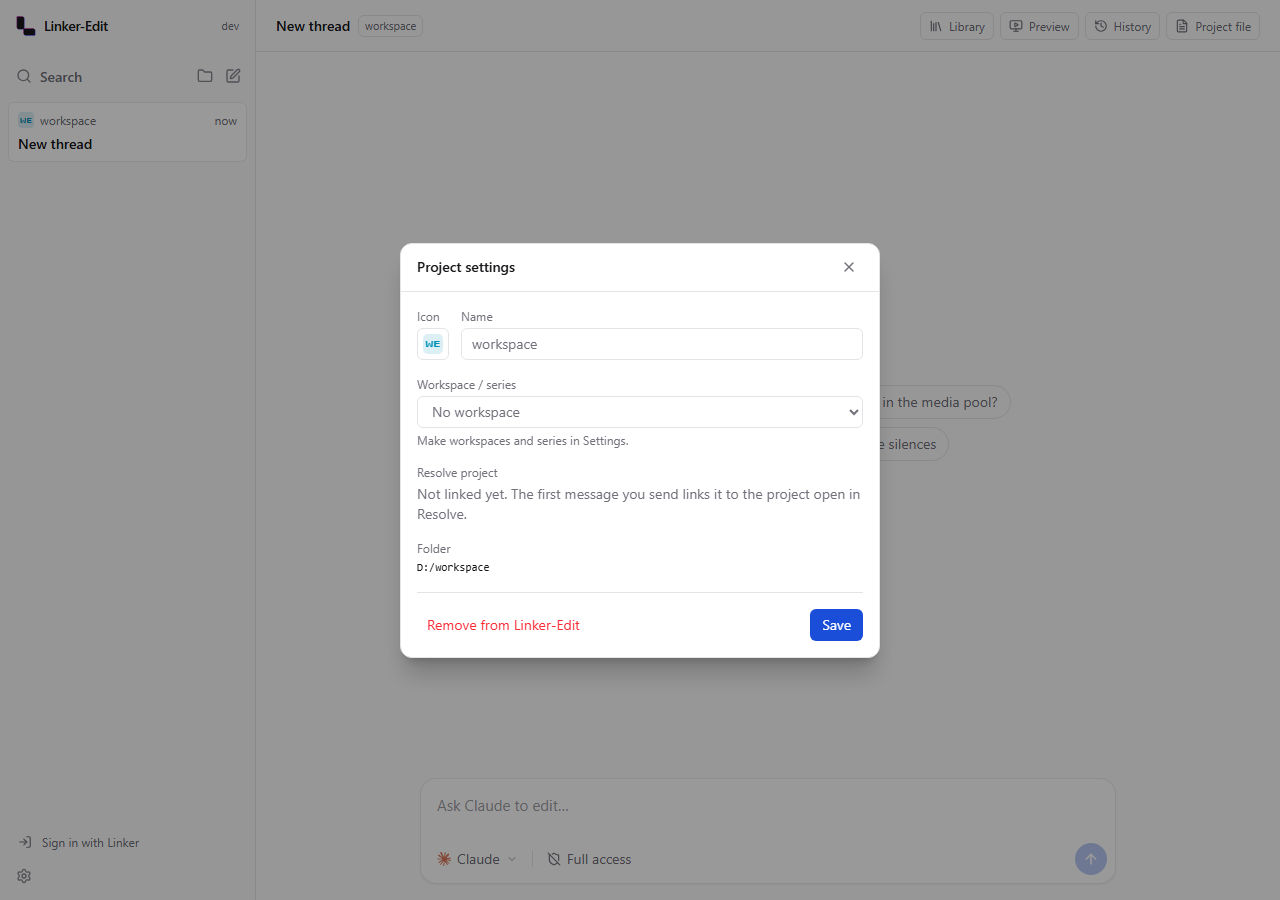 Linker-Edit
dev
Search
WE workspace
now
New thread
New thread
workspace
Library
Preview
History
Project file
in the media pool?
silences
Project settings
Icon
Name
WE
workspace
Workspace / series
No workspace
Make workspaces and series in Settings.
Resolve project
Not linked yet. The first message you send links it to the project open in
Resolve.
Folder
D:/workspace
Remove from Linker-Edit
Save
Ask Claude to edit...
Claude
Full access
Sign in with Linker